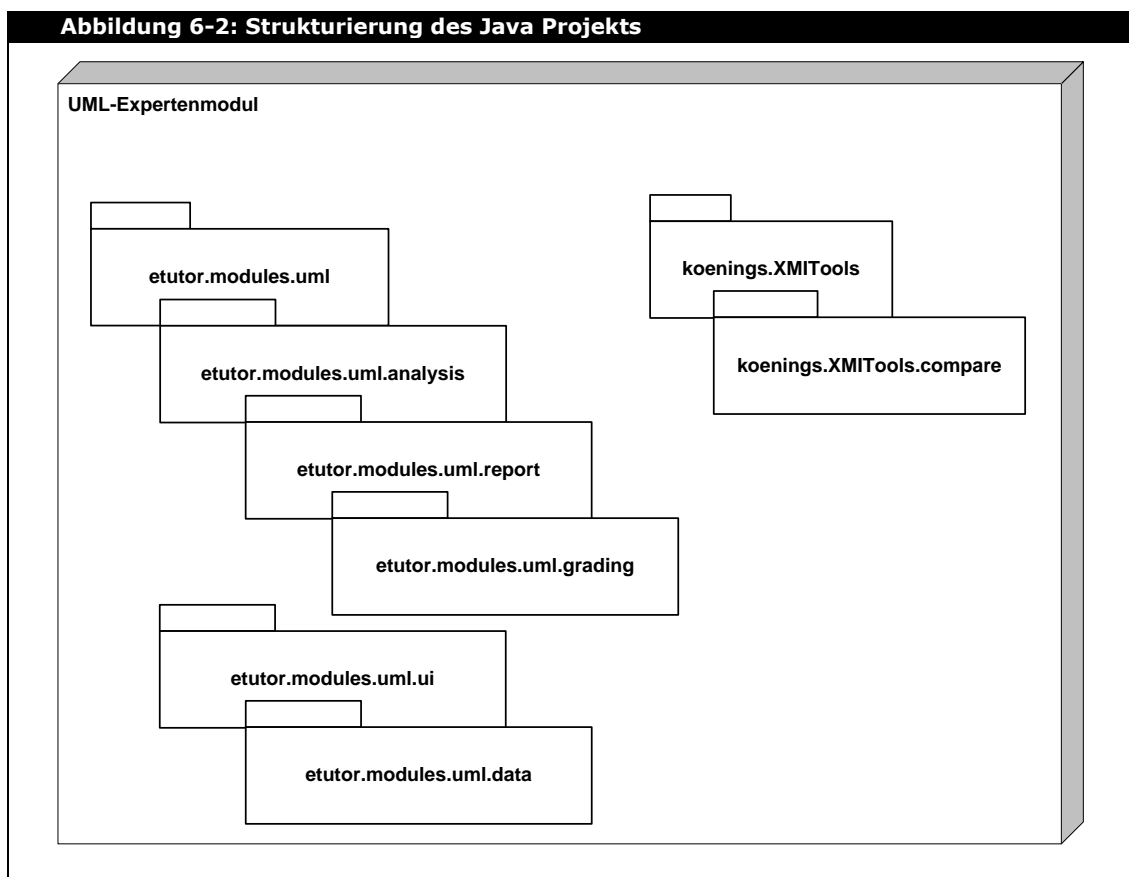 Abbildung 6-2: Strukturierung des Java Projekts
UML-Expertenmodul
etutor.modules.uml
etutor.modules.uml.analysis
etutor.modules.uml.report
etutor.modules.uml.grading
etutor.modules.uml.ui
etutor.modules.uml.data
koenings.XMITools
koenings.XMITools.compare